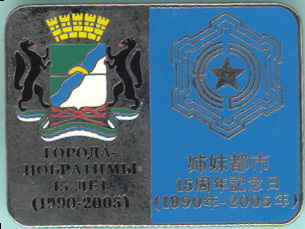 ГОРОДА-
ПОБРАТИМЫ
15 ЛЕТ
(1990-2005)
姉妹都市
15周年記念日
(1990年-2005年)